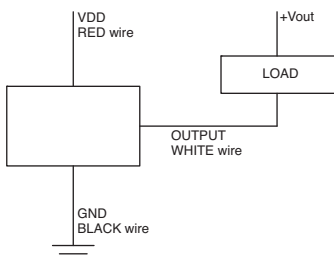 VDD
RED wire
+Vout
LOAD
OUTPUT
WHITE wire
GND
BLACK wire